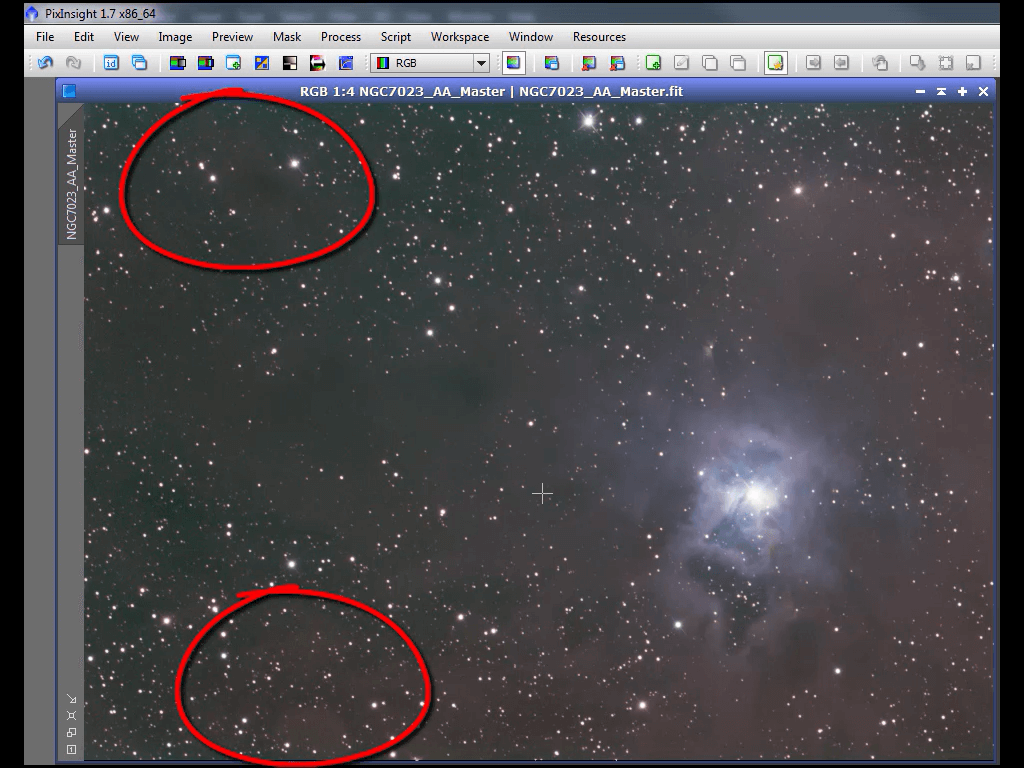 PixInsight 1.7 x86_64
File Edit View Image Preview Mask Process Script Workspace Window Resources
id RGB
RGB 1:4 NGC7023_AA_Master | NGC7023_AA_Master.fit
NGC7023_AA_Master